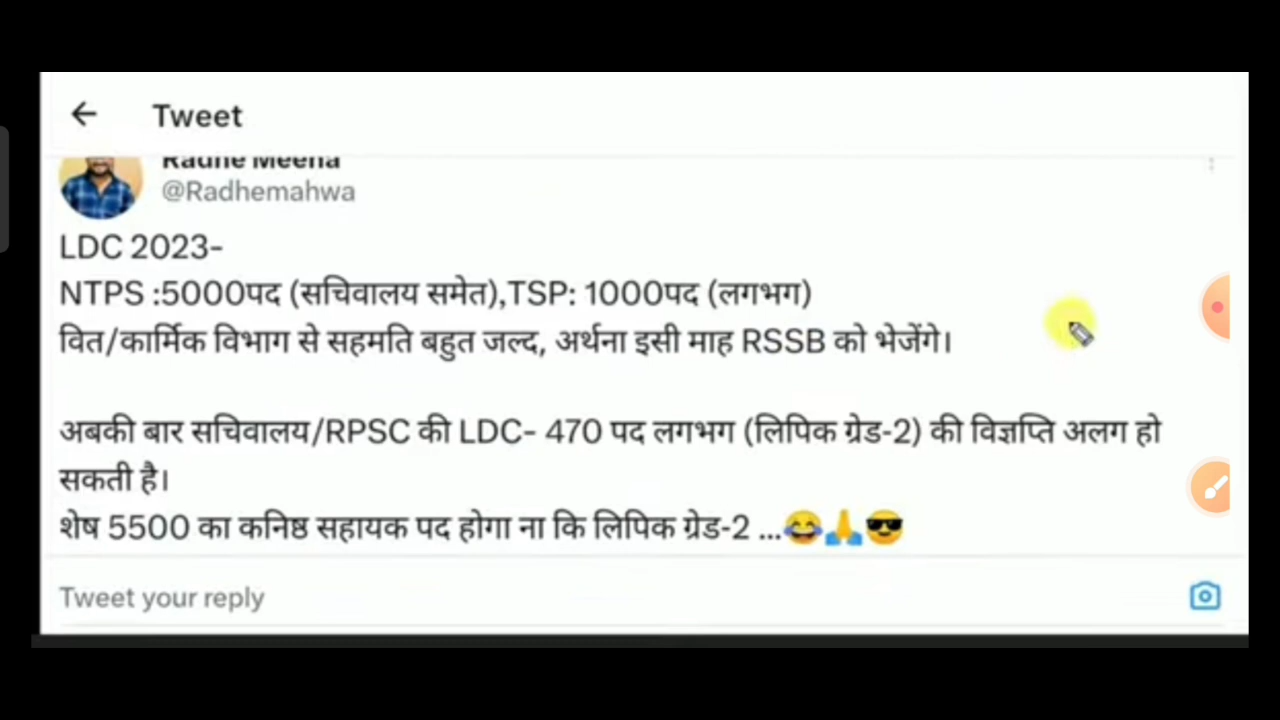 Tweet
Radhe Meena
@Radhemahwa
LDC 2023-
NTPS :5000पद (सचिवालय समेत),TSP: 1000पद (लगभग)
वित/कार्मिक विभाग से सहमति बहुत जल्द, अर्थना इसी माह RSSB को भेजेंगे।
अबकी बार सचिवालय/RPSC की LDC- 470 पद लगभग (लिपिक ग्रेड-2) की विज्ञप्ति अलग हो
सकती है।
शेष 5500 का कनिष्ठ सहायक पद होगा ना कि लिपिक ग्रेड-2 ...😂🙏😎
Tweet your reply